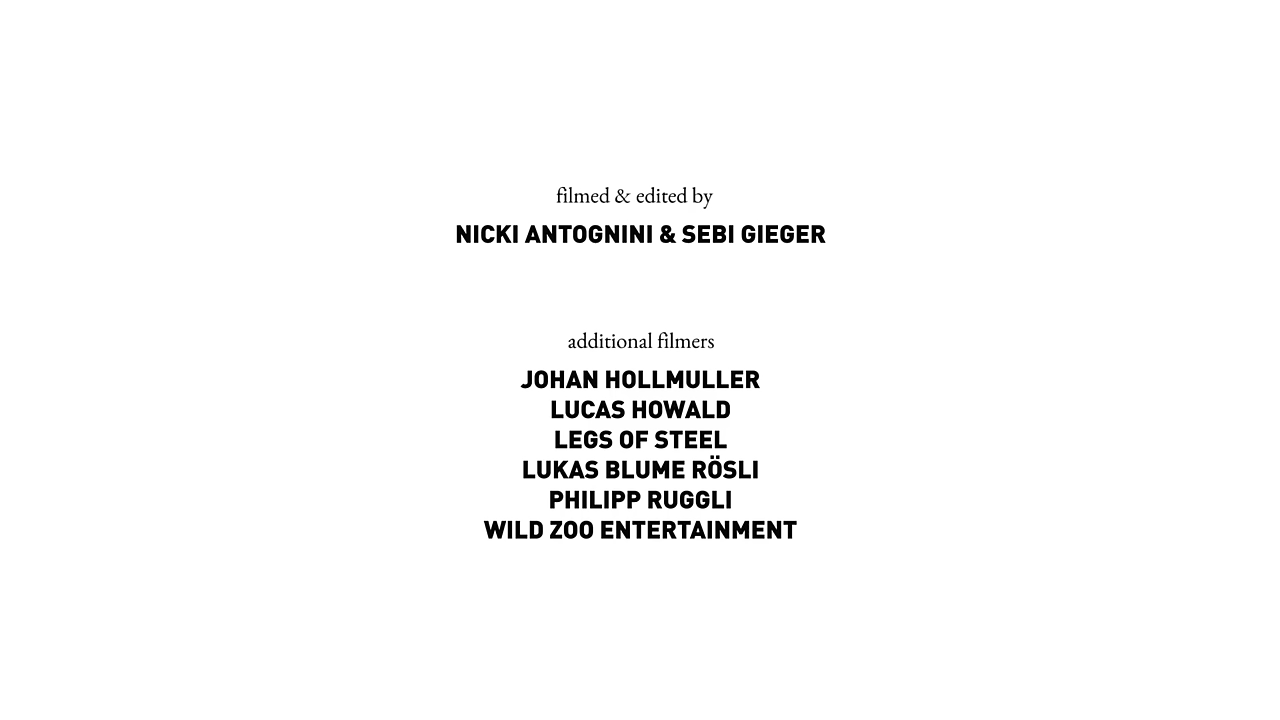 filmed & edited by
NICKI ANTOGNINI & SEBI GIEGER
additional filmers
JOHAN HOLLMULLER
LUCAS HOWALD
LEGS OF STEEL
LUKAS BLUME RÖSLI
PHILIPP RUGGLI
WILD ZOO ENTERTAINMENT